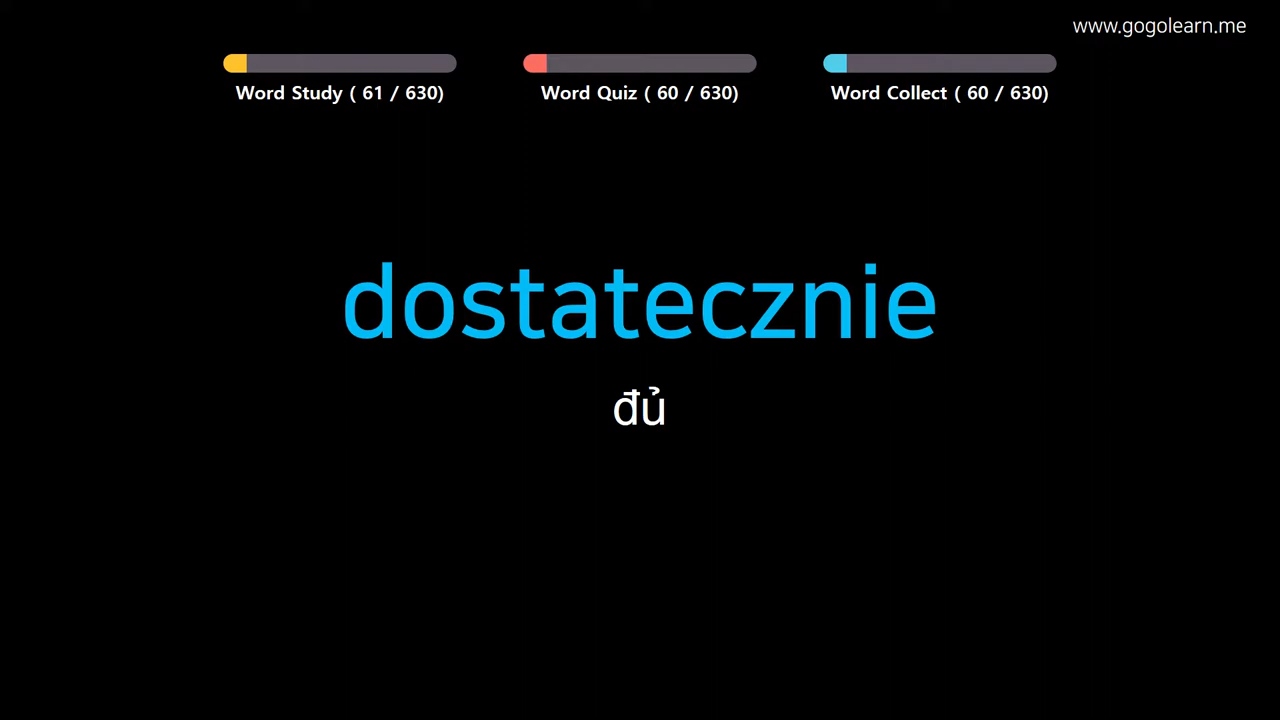 www.gogolearn.me
Word Study ( 61 / 630)
Word Quiz ( 60 / 630)
Word Collect ( 60 / 630)
dostatecznie
đủ